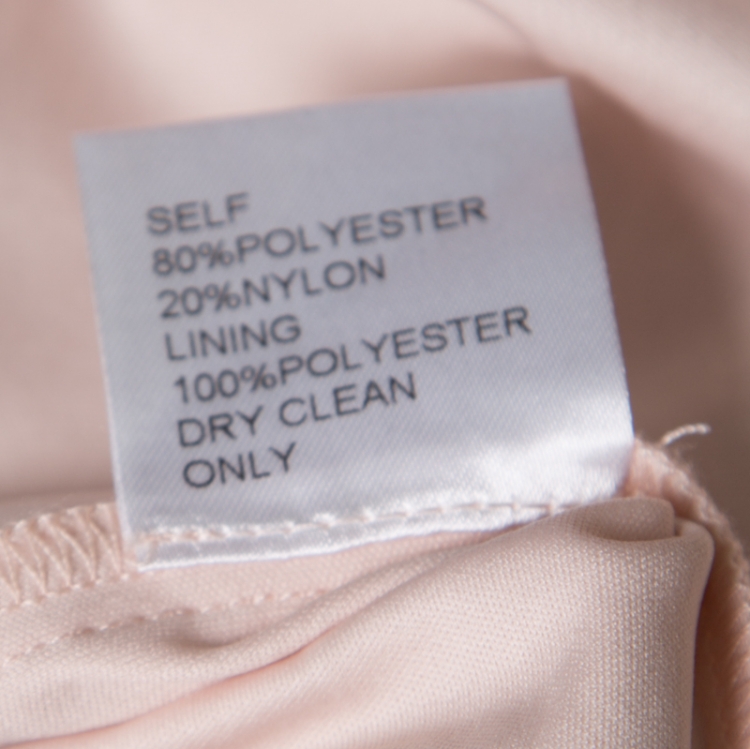 SELF
80%POLYESTER
20%NYLON
LINING
100%POLYESTER
DRY CLEAN
ONLY